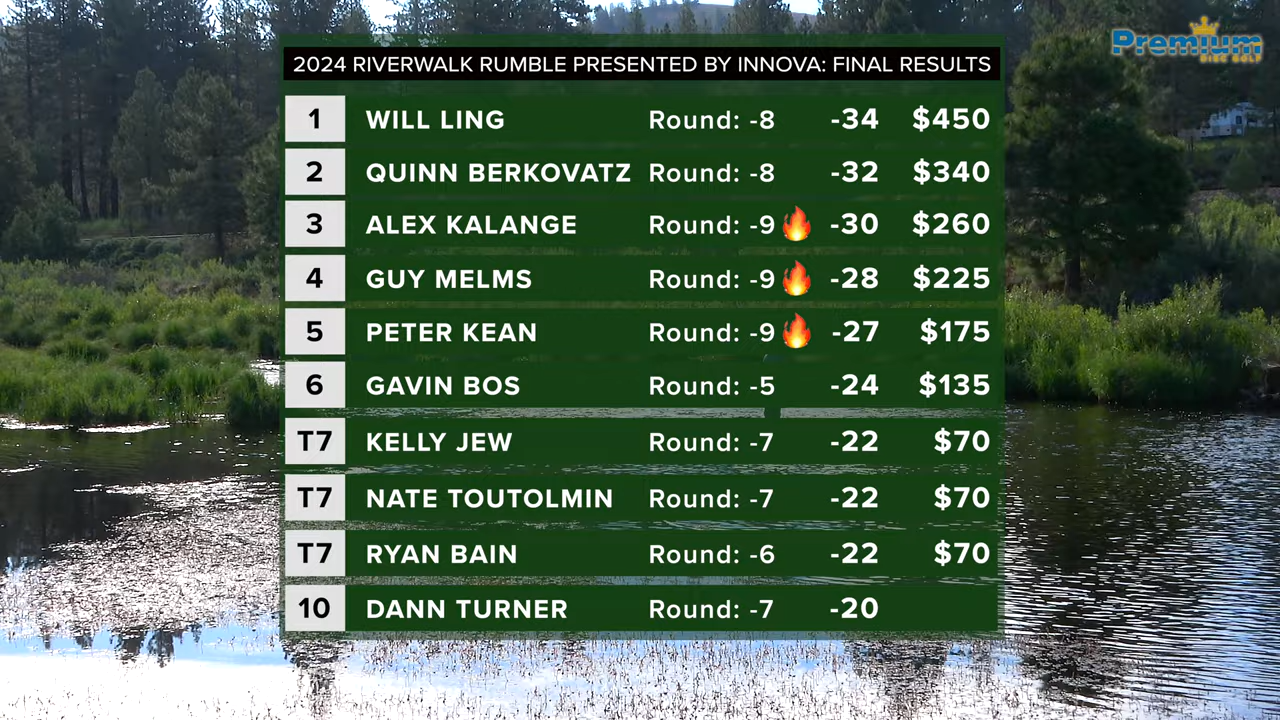 Premium
DISC GOLF
2024 RIVERWALK RUMBLE PRESENTED BY INNOVA: FINAL RESULTS
1 WILL LING Round: -8 -34 $450
2 QUINN BERKOVATZ Round: -8 -32 $340
3 ALEX KALANGE Round: -9 🔥 -30 $260
4 GUY MELMS Round: -9 🔥 -28 $225
5 PETER KEAN Round: -9 🔥 -27 $175
6 GAVIN BOS Round: -5 -24 $135
T7 KELLY JEW Round: -7 -22 $70
T7 NATE TOUTOLMIN Round: -7 -22 $70
T7 RYAN BAIN Round: -6 -22 $70
10 DANN TURNER Round: -7 -20